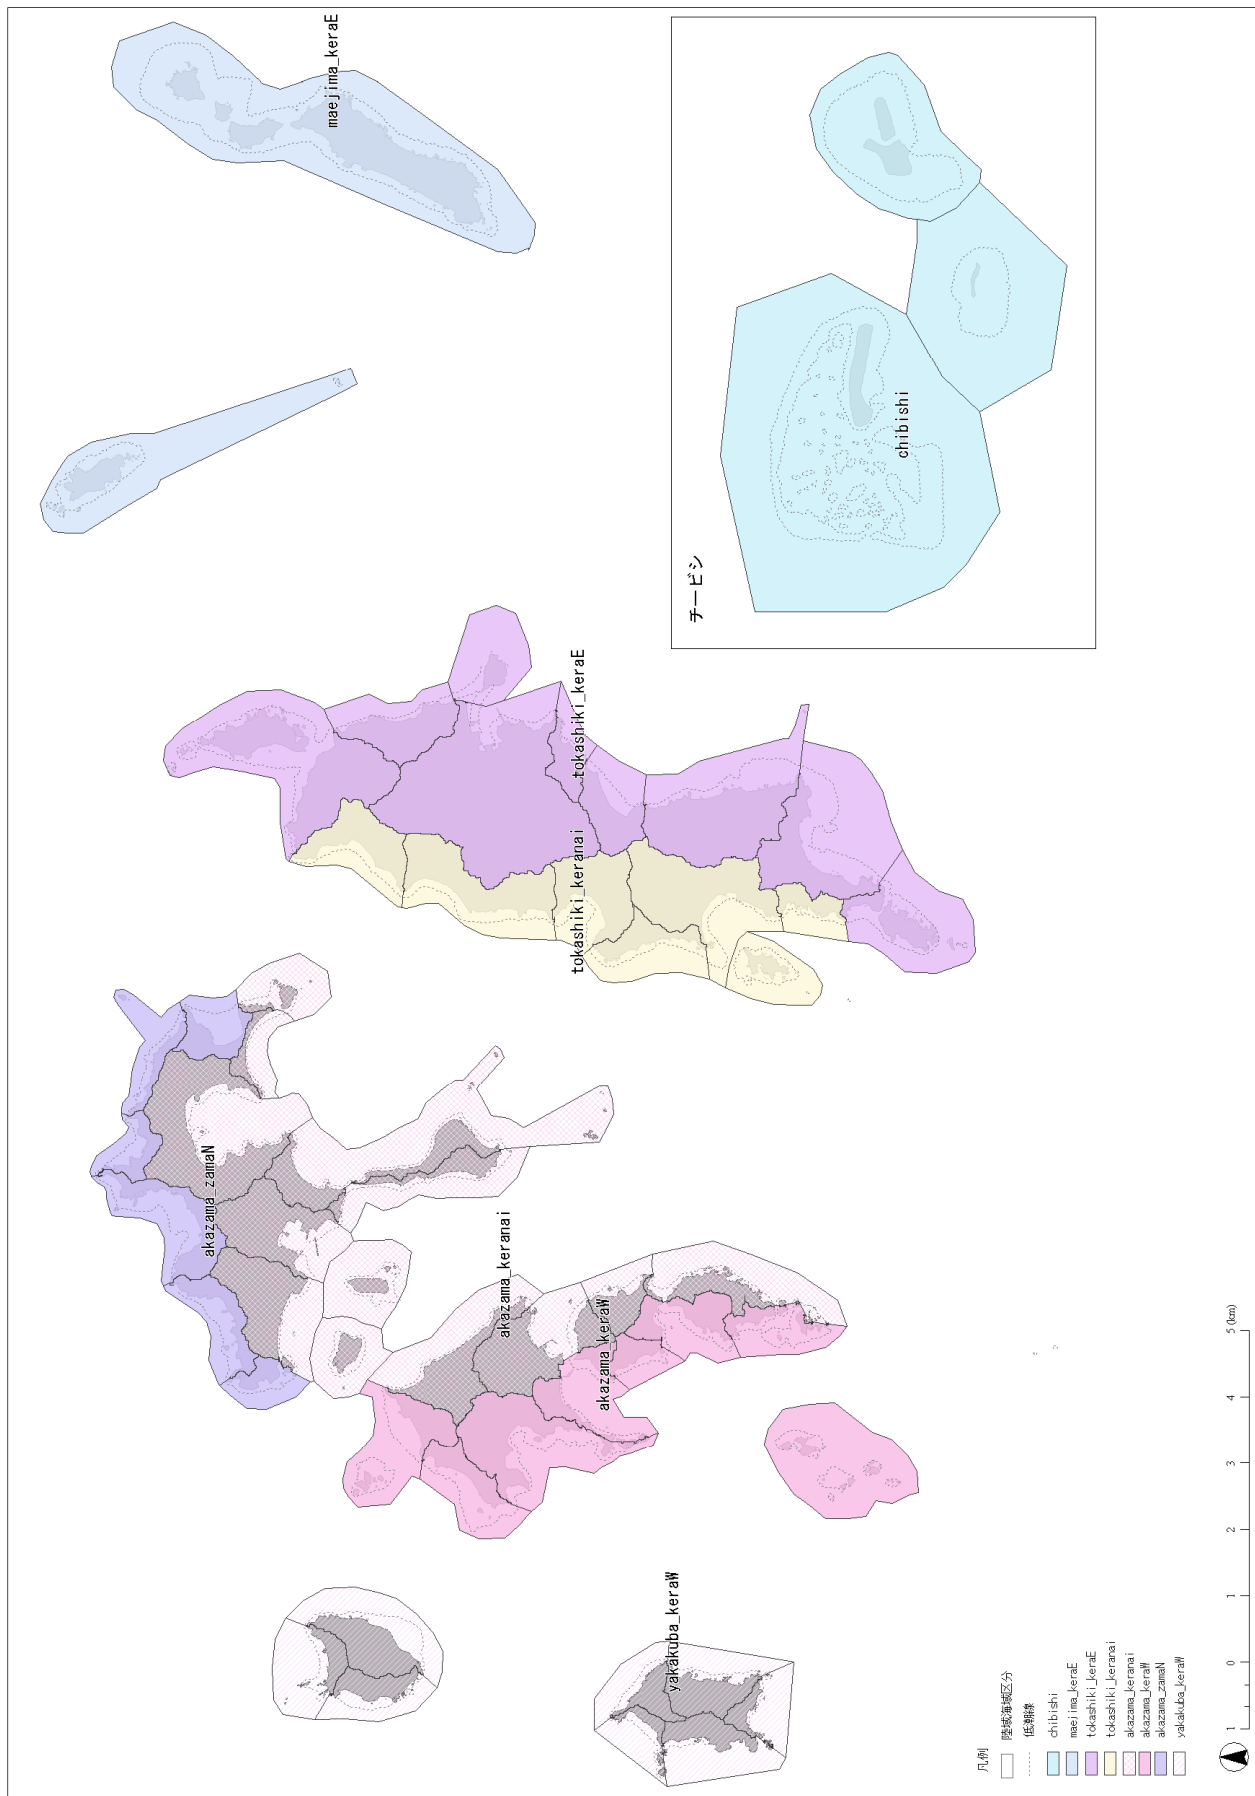 maejima_keraE
チービシ
chibishi
tokashiki_keraE
tokashiki_keranai
akazama_zamaN
akazama_keranai
akazama_keraW
yakakuba_keraW
凡例
陸域海域区分
低潮線
chibishi
maejima_keraE
tokashiki_keraE
tokashiki_keranai
akazama_keranai
akazama_keraW
akazama_zamaN
yakakuba_keraW
1 0 1 2 3 4 5 (km)